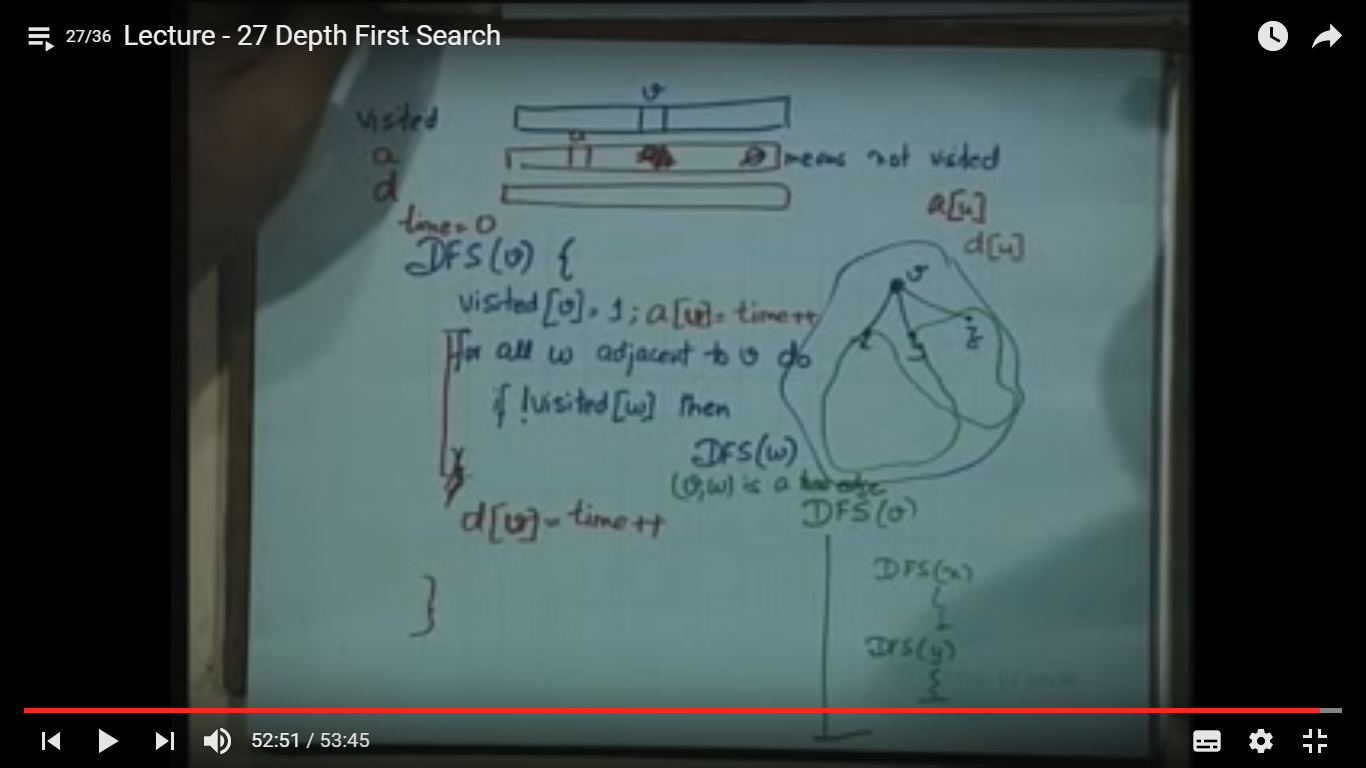 27/36 Lecture - 27 Depth First Search
v
visited
a u 0 means not visited
d
a[u]
time = 0
d[u]
DFS(v) {
v
visited[v] = 1; a[v] = time++
for all w adjacent to v do
x y z
if !visited[w] then
DFS(w)
(v,w) is a tree edge
DFS(v)
d[v] = time++
DFS(x)
}
DFS(y)
52:51 / 53:45